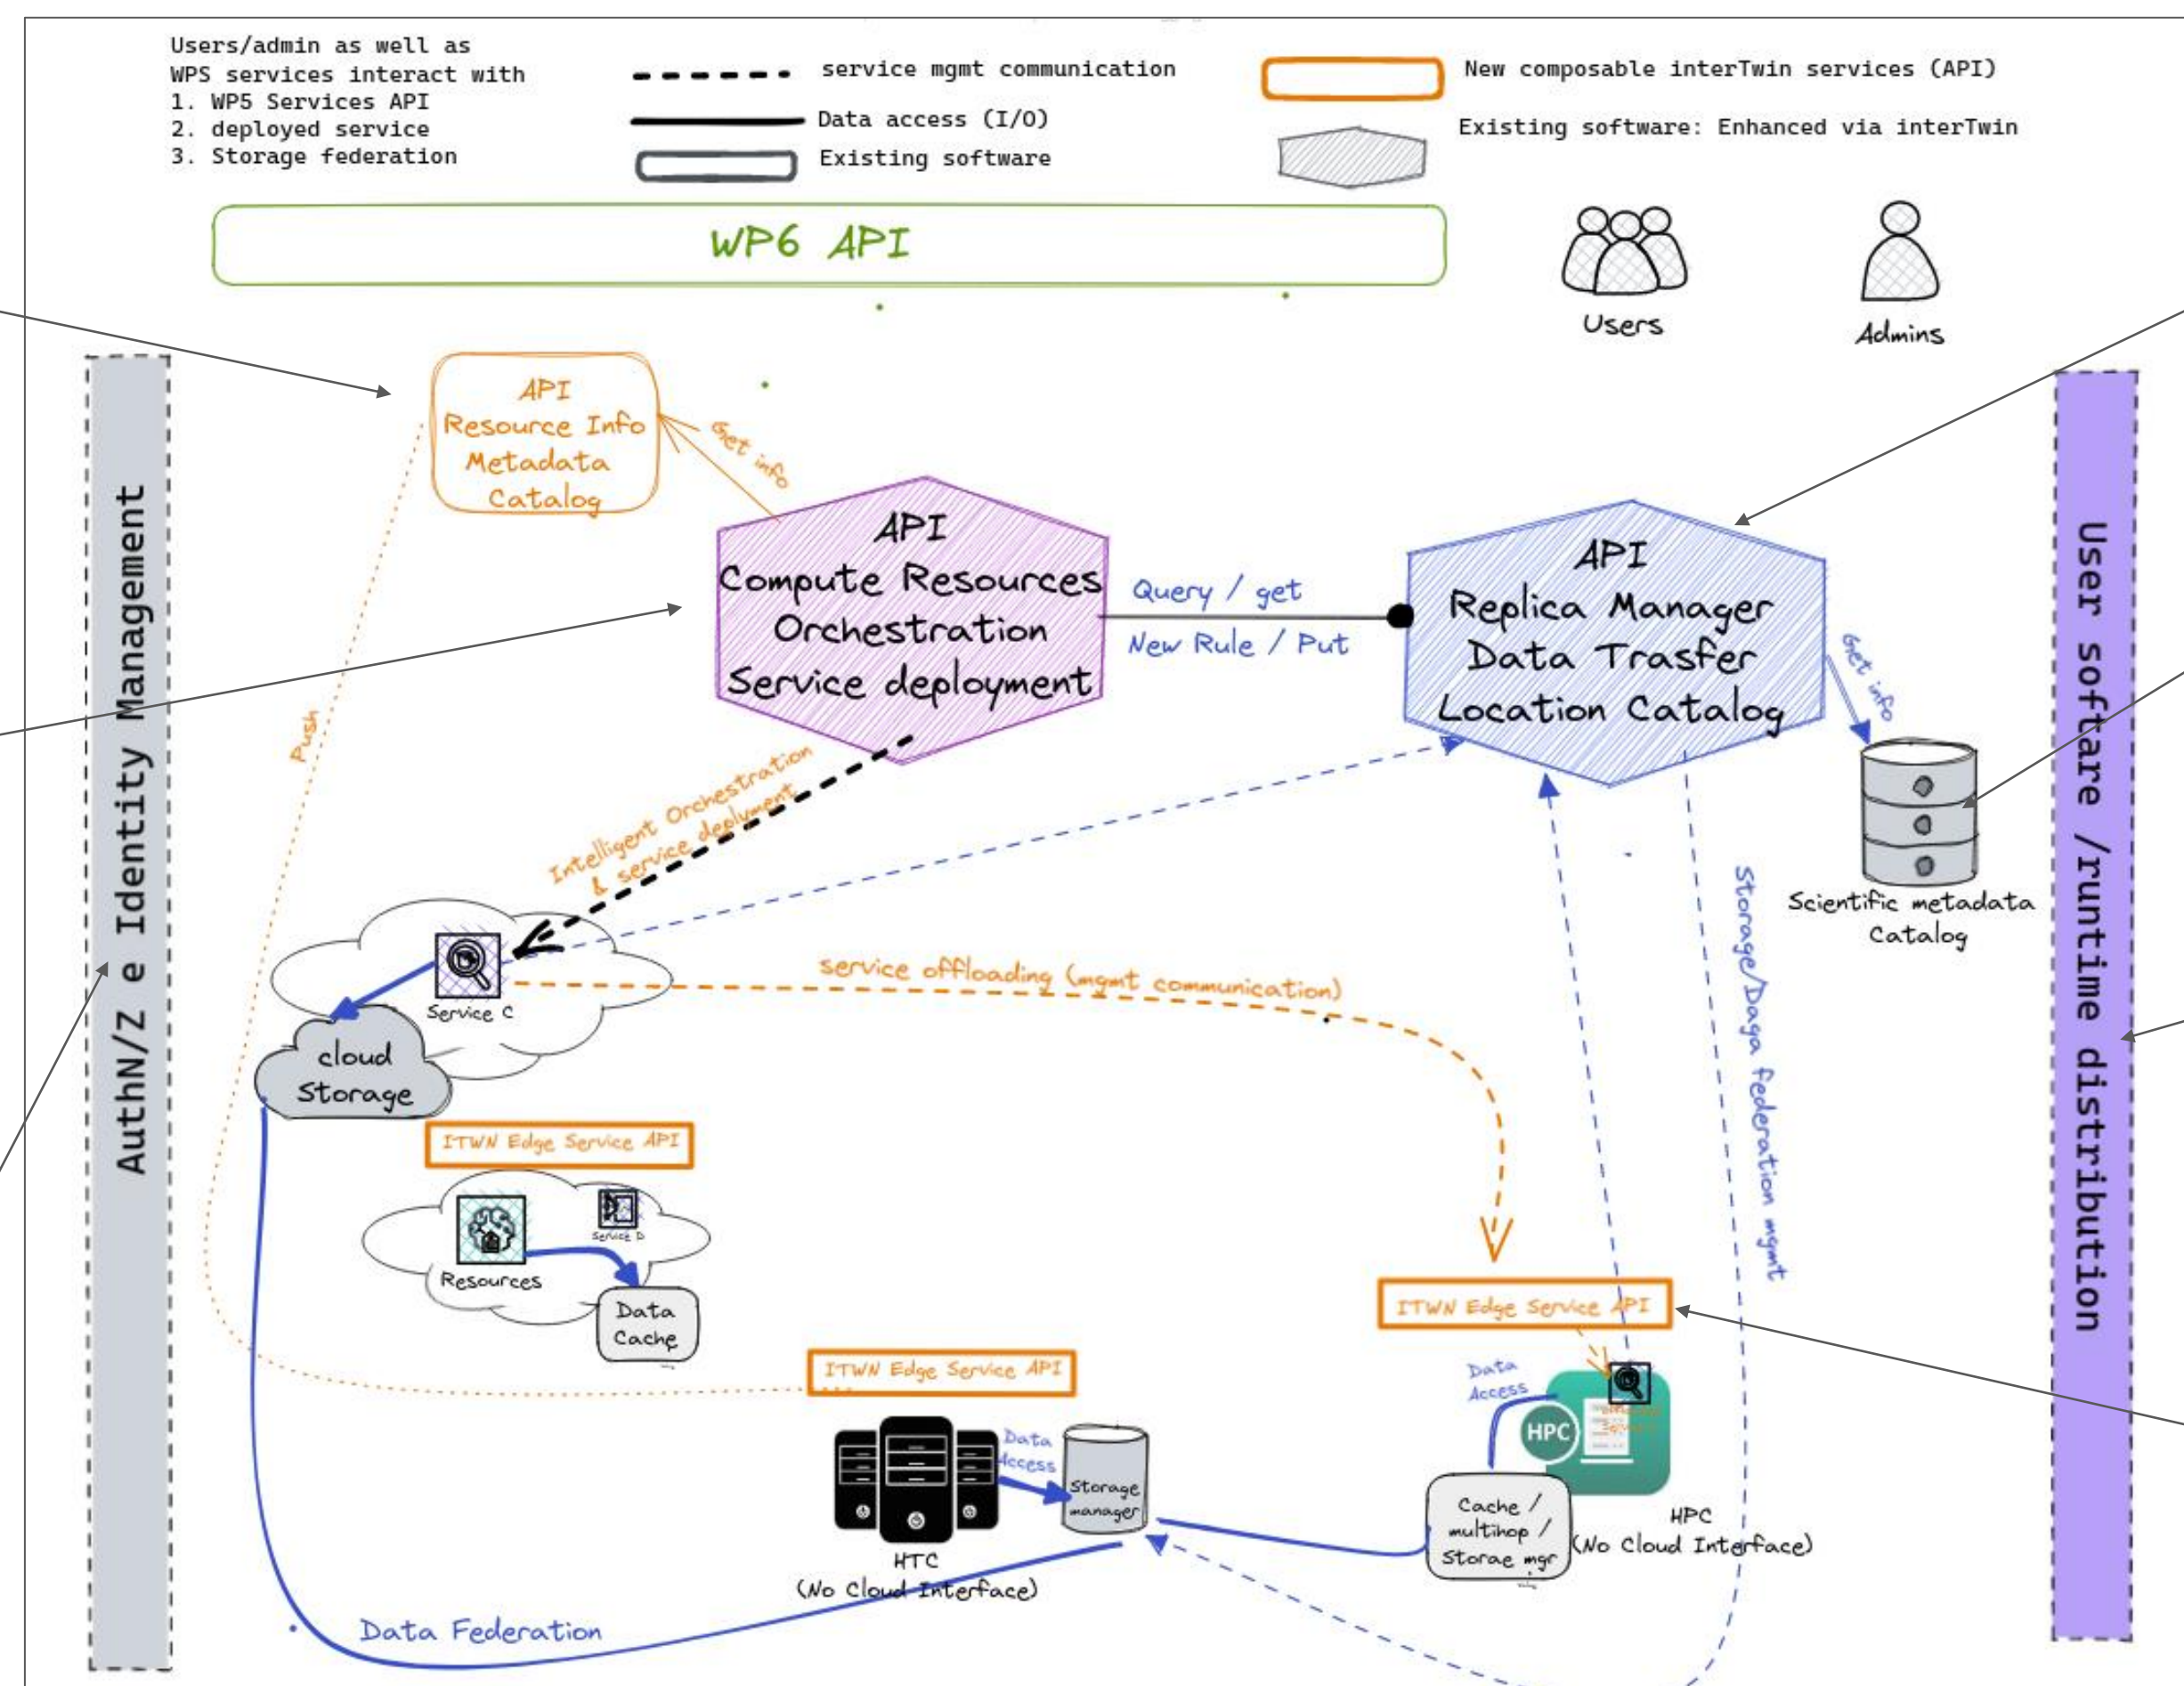 Users/admin as well as
WPS services interact with
1. WP5 Services API
2. deployed service
3. Storage federation
service mgmt communication
Data access (I/O)
Existing software
New composable interTwin services (API)
Existing software: Enhanced via interTwin
WP6 API
Users
Admins
AuthN/Z e Identity Management
User softare /runtime distribution
API
Resource Info
Metadata
Catalog
Get info
API
Compute Resources
Orchestration
Service deployment
Query / get
New Rule / Put
API
Replica Manager
Data Trasfer
Location Catalog
Get info
Scientific metadata
Catalog
Push
Intelligent Orchestration
& service deplyment
Service C
cloud
Storage
service offloading (mgmt communication)
Storage/Daga federation mgmt
ITWN Edge Service API
Resources
Service D
Data
Cache
ITWN Edge Service API
ITWN Edge Service API
Data
Access
HPC
Data
Access
Storage
manager
Cache /
multihop /
Storae mgr
HPC
(No Cloud Interface)
HTC
(No Cloud Interface)
Data Federation